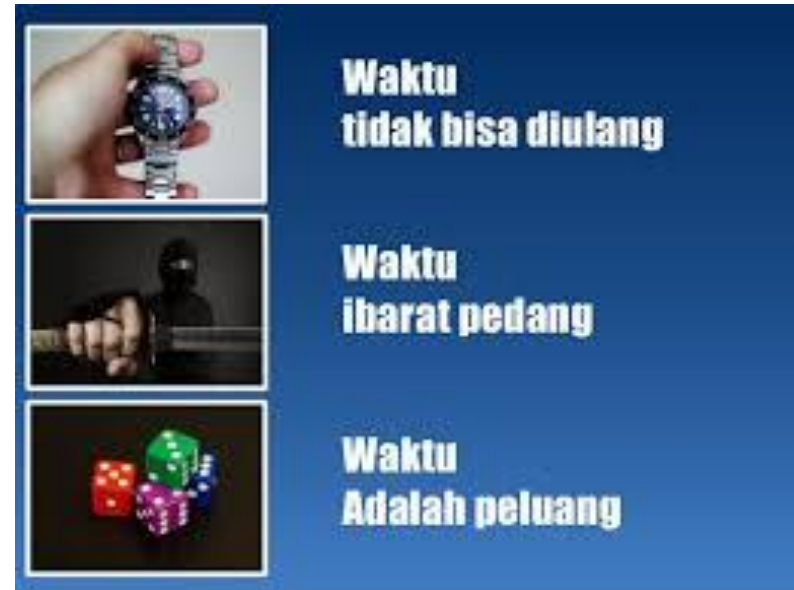 Waktu
tidak bisa diulang
Waktu
ibarat pedang
Waktu
Adalah peluang